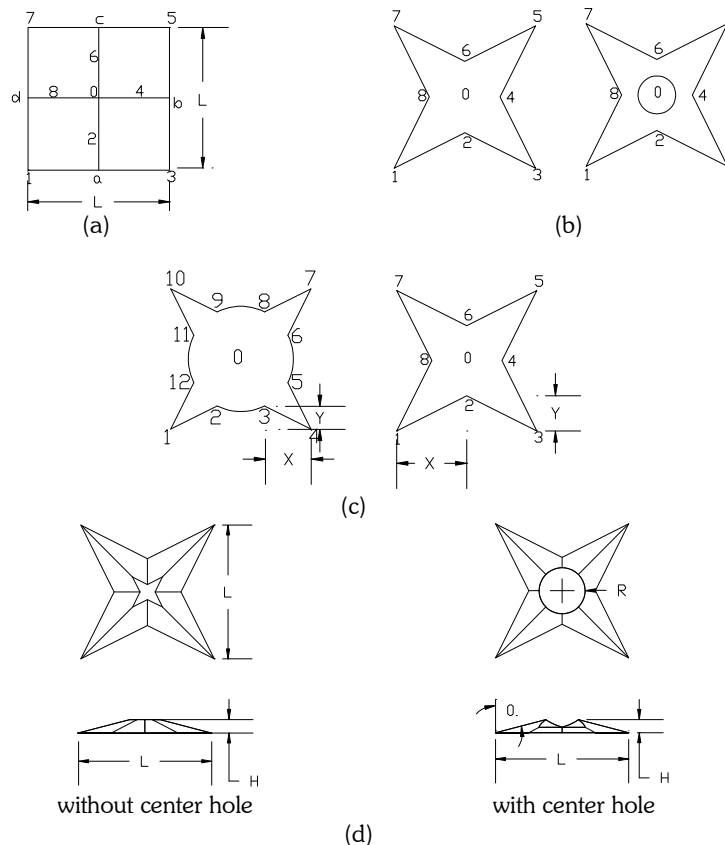 7 c 5
6
d 8 0 4 b L
2
1 a 3
L
(a)
7 5
6
8 0 4
2
1 3
7
6
8 0
2
1
(b)
10 9 8 7
11 0 6
12 5
1 2 3 4
X Y
7 5
6
8 0 4
2
1 3
X Y
(c)
L
R
L
H
0.
L
H
without center hole
with center hole
(d)